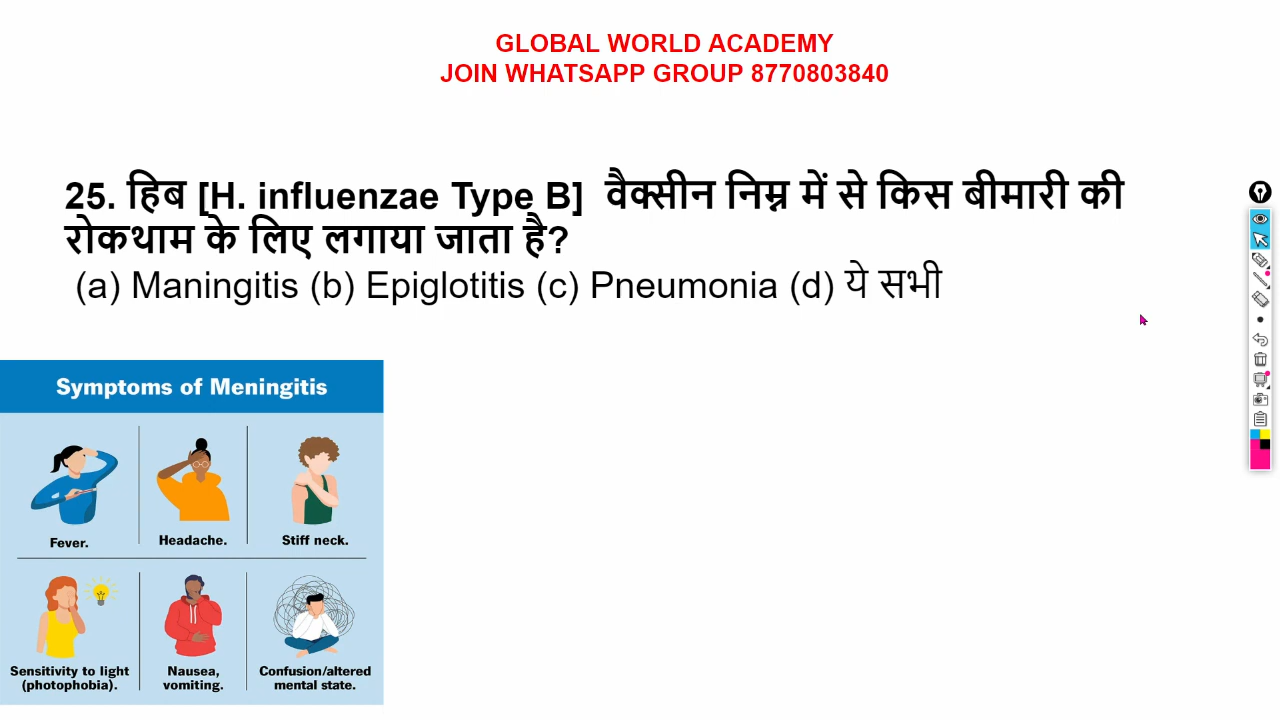 GLOBAL WORLD ACADEMY
JOIN WHATSAPP GROUP 8770803840
25. हिब [H. influenzae Type B] वैक्सीन निम्न में से किस बीमारी की
रोकथाम के लिए लगाया जाता है?
(a) Maningitis (b) Epiglotitis (c) Pneumonia (d) ये सभी
Symptoms of Meningitis
Fever.
Headache.
Stiff neck.
Sensitivity to light
(photophobia).
Nausea,
vomiting.
Confusion/altered
mental state.